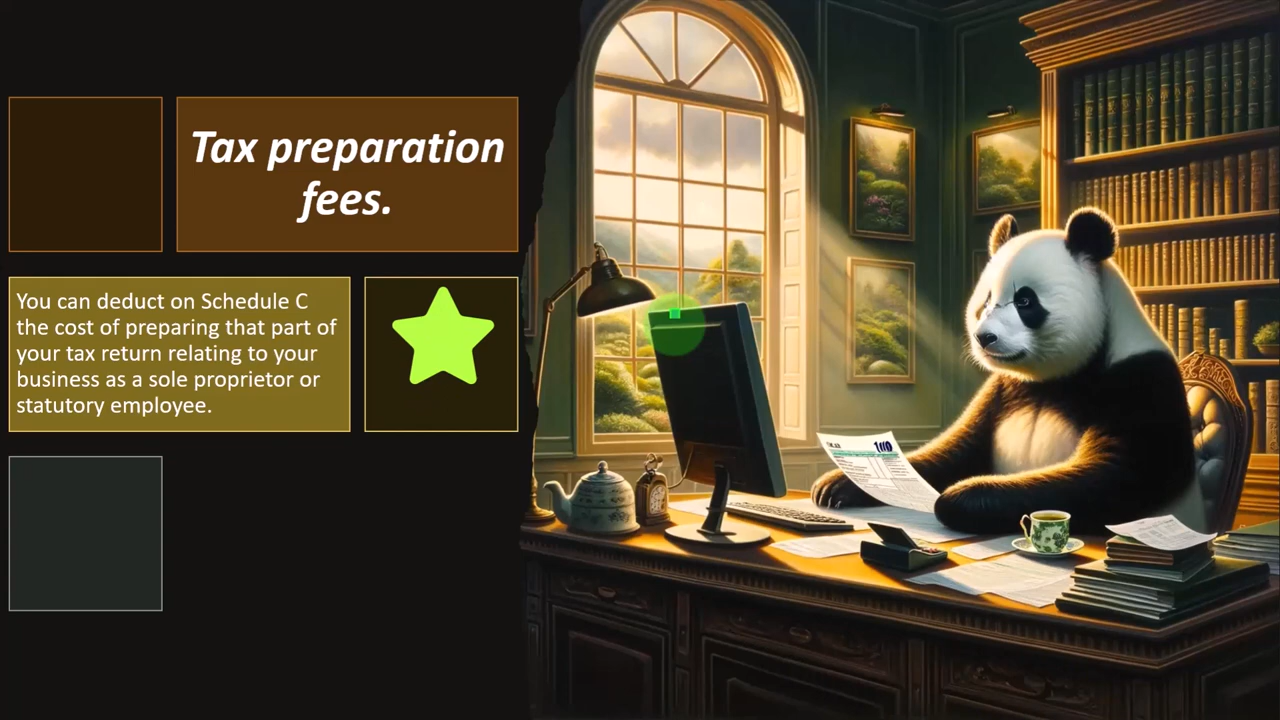 Tax preparation
fees.
You can deduct on Schedule C
the cost of preparing that part of
your tax return relating to your
business as a sole proprietor or
statutory employee.